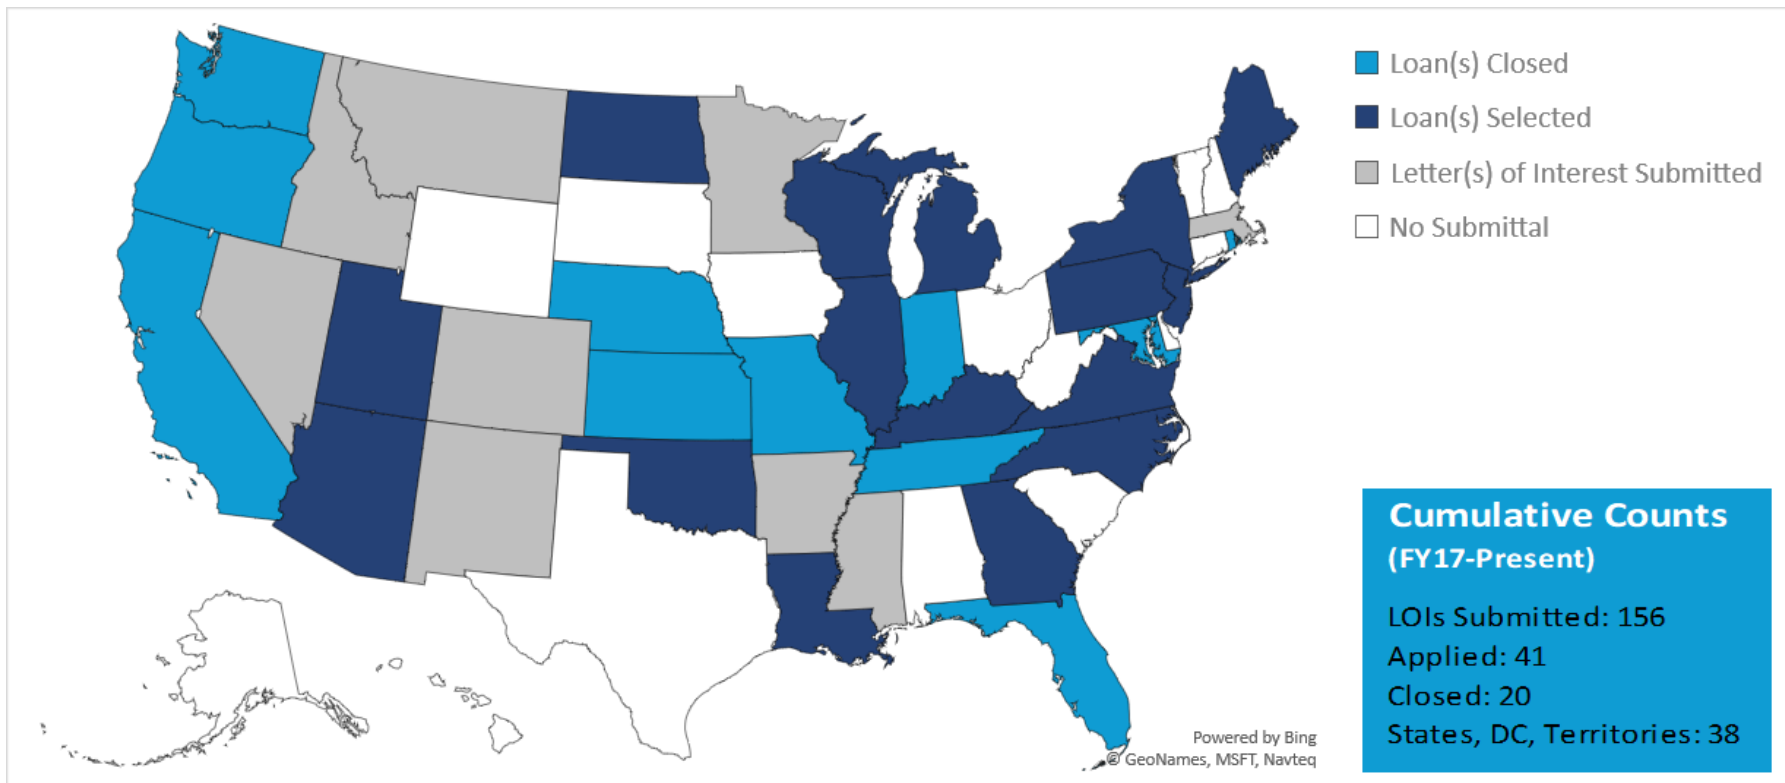 Loan(s) Closed
Loan(s) Selected
Letter(s) of Interest Submitted
No Submittal
Cumulative Counts
(FY17-Present)
LOIs Submitted: 156
Applied: 41
Closed: 20
States, DC, Territories: 38
Powered by Bing
© GeoNames, MSFT, Navteq